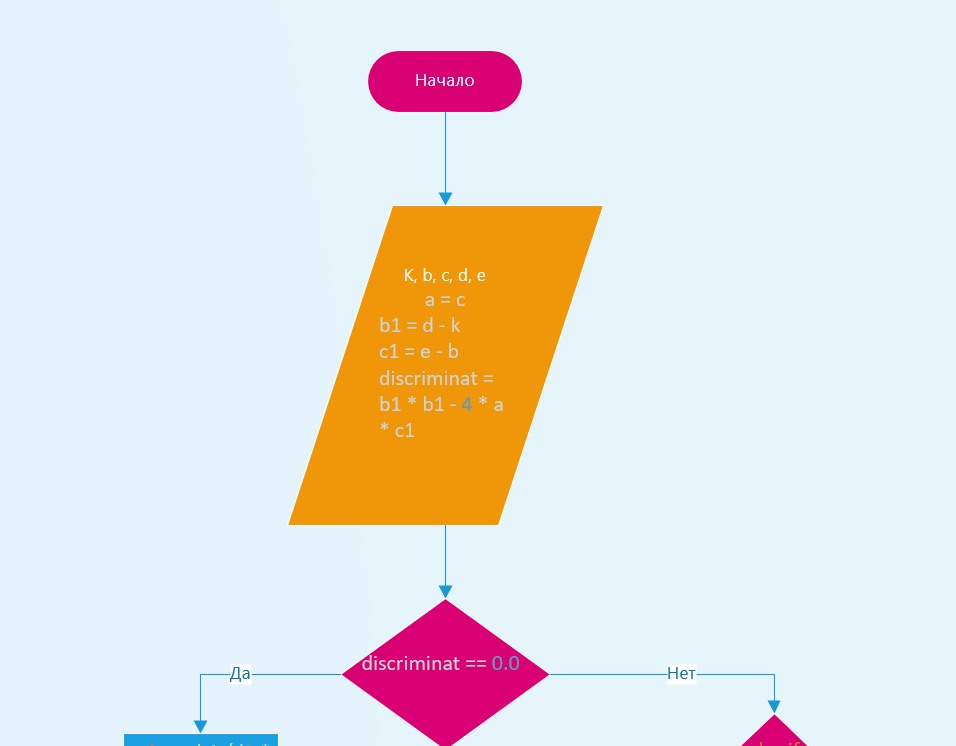 Начало
K, b, c, d, e
a = c
b1 = d - k
c1 = e - b
discriminat =
b1 * b1 - 4 * a
* c1
discriminat == 0.0
Да
Нет